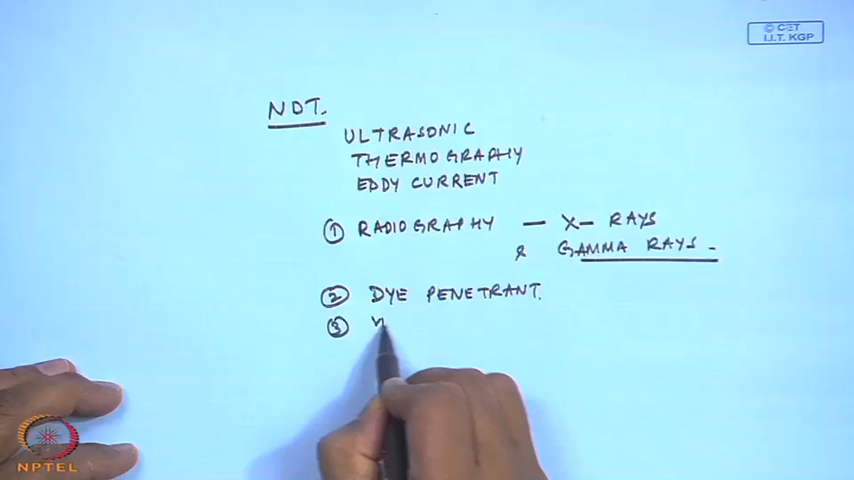 © CET
I.I.T. KGP
NDT.
ULTRASONIC
THERMOGRAPHY
EDDY CURRENT
① RADIOGRAPHY — X- RAYS
& GAMMA RAYS -
② DYE PENETRANT.
③
NPTEL